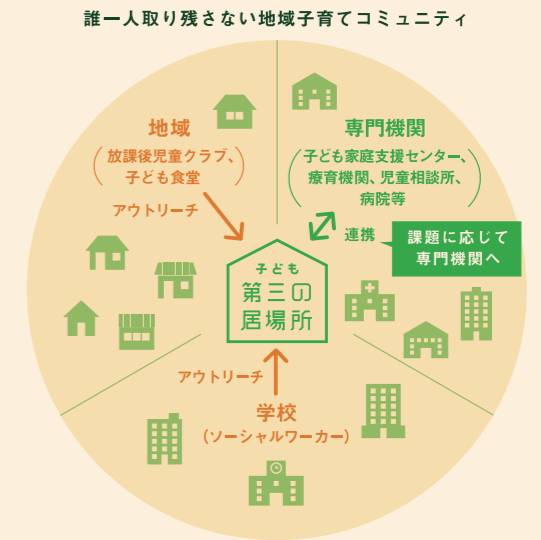 誰一人取り残さない地域子育てコミュニティ
地域
(放課後児童クラブ、
子ども食堂)
アウトリーチ
専門機関
(子ども家庭支援センター、
療育機関、児童相談所、
病院等)
連携
課題に応じて
専門機関へ
子ども
第三の
居場所
アウトリーチ
学校
(ソーシャルワーカー)